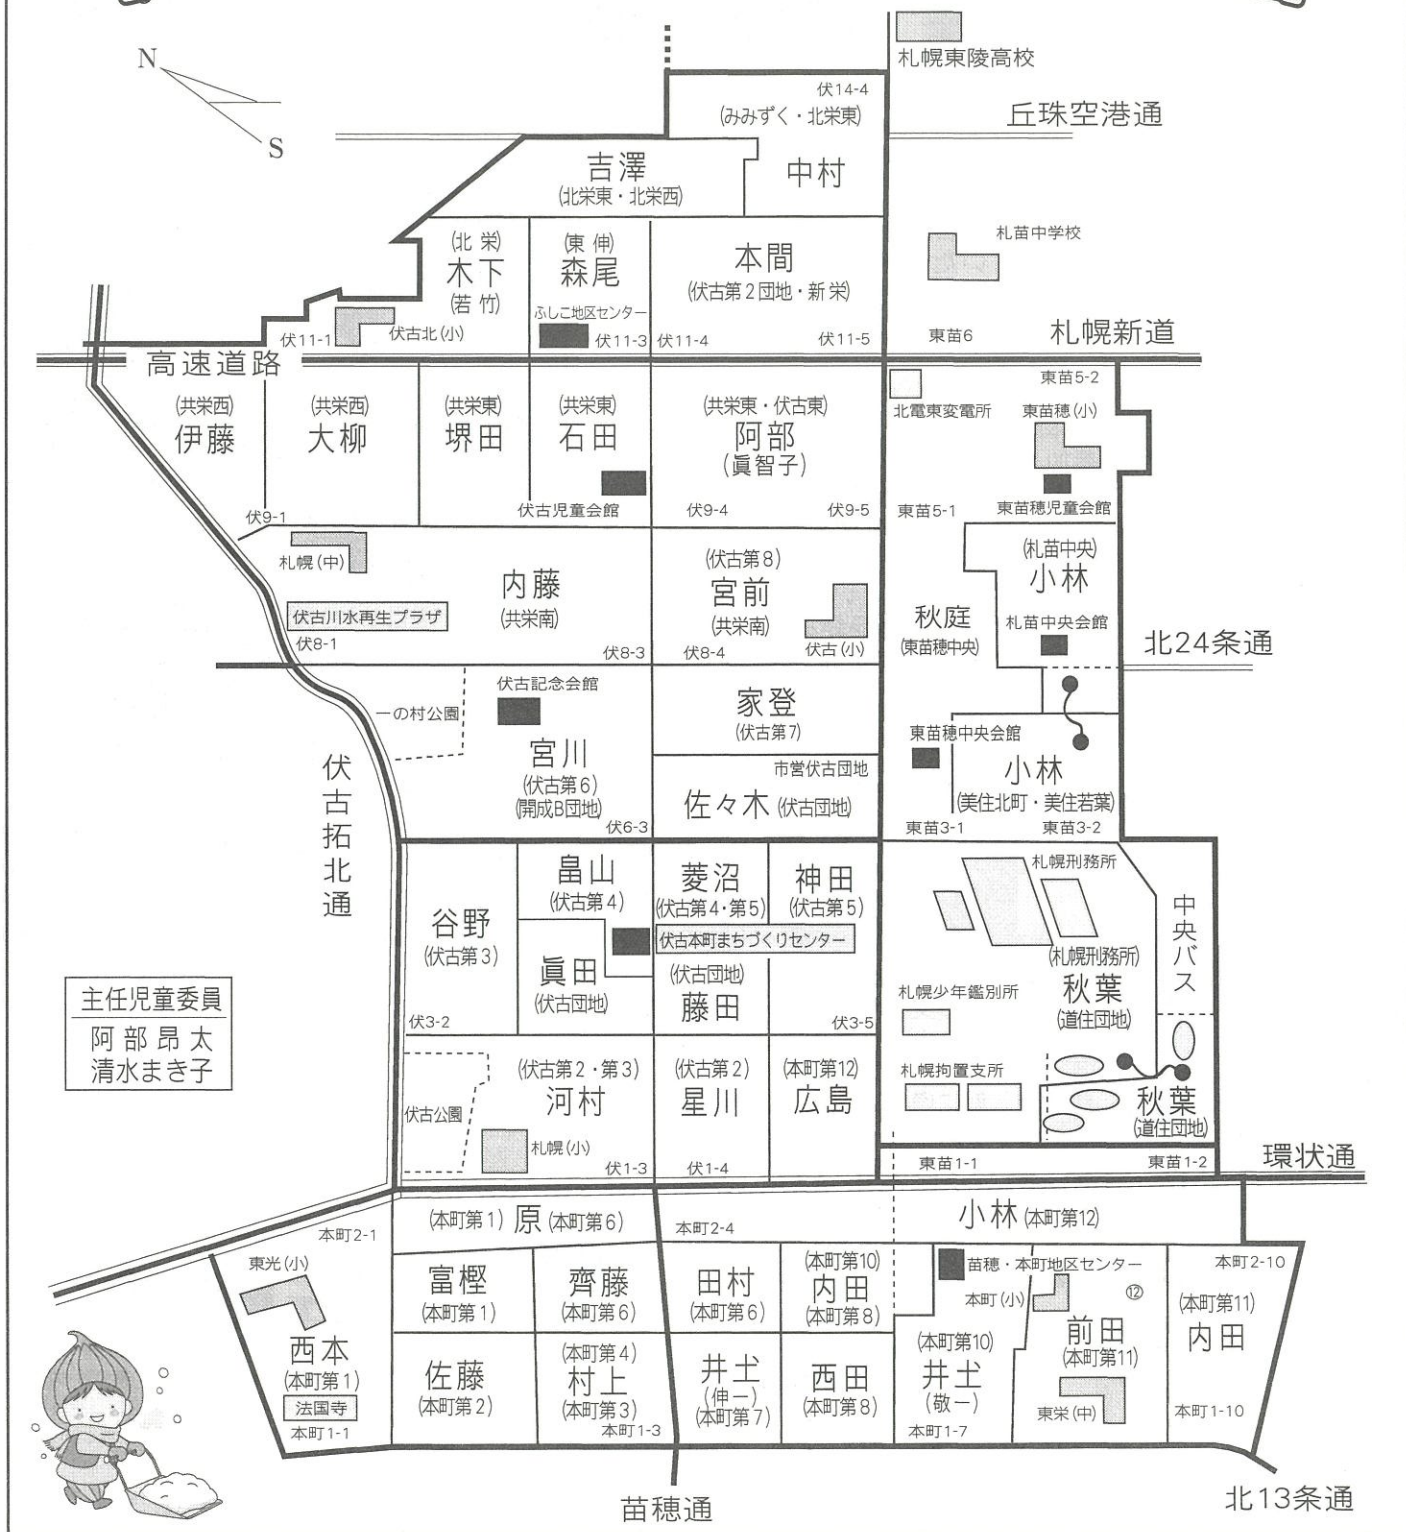 札幌東陵高校
N
S
伏14-4
(みみずく・北栄東)
中村
丘珠空港通
吉澤
(北栄東・北栄西)
(北栄)
木下
(若竹)
(東伸)
森尾
ふしこ地区センター
本間
(伏古第2団地・新栄)
札苗中学校
伏11-1
伏古北(小)
伏11-3
伏11-4
伏11-5
東苗6
札幌新道
高速道路
(共栄西)
伊藤
(共栄西)
大柳
(共栄東)
堺田
(共栄東)
石田
伏古児童会館
(共栄東・伏古東)
阿部
(眞智子)
北電東変電所
東苗5-2
東苗穂(小)
東苗穂児童会館
伏9-1
伏9-4
伏9-5
東苗5-1
札幌(中)
伏古川水再生プラザ
伏8-1
内藤
(共栄南)
伏8-3
(伏古第8)
宮前
(共栄南)
伏8-4
伏古(小)
秋庭
(東苗穂中央)
(札苗中央)
小林
札苗中央会館
北24条通
一の村公園
伏古記念会館
宮川
(伏古第6)
(開成B団地)
伏6-3
家登
(伏古第7)
市営伏古団地
佐々木(伏古団地)
東苗穂中央会館
小林
(美住北町・美住若葉)
東苗3-1
東苗3-2
伏古拓北通
谷野
(伏古第3)
伏3-2
畠山
(伏古第4)
眞田
(伏古団地)
菱沼
(伏古第4・第5)
神田
(伏古第5)
伏古本町まちづくりセンター
(伏古団地)
藤田
伏3-5
札幌刑務所
(札幌刑務所)
秋葉
(道住団地)
中央バス
札幌少年鑑別所
札幌拘置支所
秋葉
(道住団地)
主任児童委員
阿部昂太
清水まき子
伏古公園
(伏古第2・第3)
河村
札幌(小)
伏1-3
(伏古第2)
星川
伏1-4
(本町第12)
広島
東苗1-1
東苗1-2
環状通
(本町第1)原(本町第6)
本町2-4
小林(本町第12)
本町2-1
東光(小)
西本
(本町第1)
法国寺
本町1-1
富樫
(本町第1)
齊藤
(本町第6)
田村
(本町第6)
(本町第10)
内田
(本町第8)
苗穂・本町地区センター
本町(小)
⑫
本町2-10
佐藤
(本町第2)
(本町第4)
村上
(本町第3)
本町1-3
井圡
(伸一)
(本町第7)
西田
(本町第8)
(本町第10)
井圡
(敬一)
本町1-7
前田
(本町第11)
東栄(中)
(本町第11)
内田
本町1-10
苗穂通
北13条通